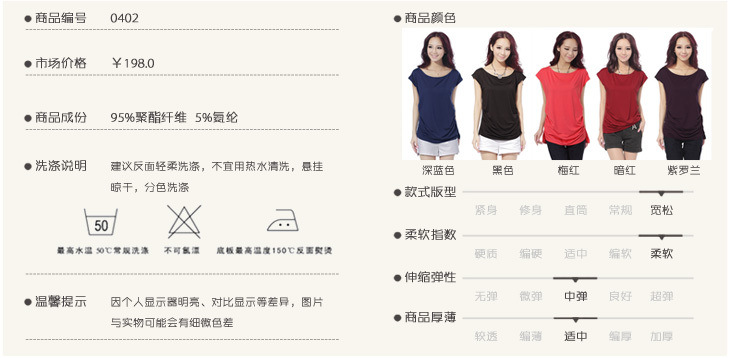 商品编号 0402
市场价格 ￥198.0
商品成份 95%聚酯纤维 5%氨纶
洗涤说明 建议反面轻柔洗涤，不宜用热水清洗，悬挂
晾干，分色洗涤
50
最高水温50℃常规洗涤 不可氯漂 底板最高温度150℃反面熨烫
温馨提示 因个人显示器明亮、对比显示等差异，图片
与实物可能会有细微色差
商品颜色
深蓝色 黑色 梅红 暗红 紫罗兰
款式版型
紧身 修身 直筒 常规 宽松
柔软指数
硬质 偏硬 适中 偏软 柔软
伸缩弹性
无弹 微弹 中弹 良好 超弹
商品厚薄
较透 偏薄 适中 偏厚 加厚